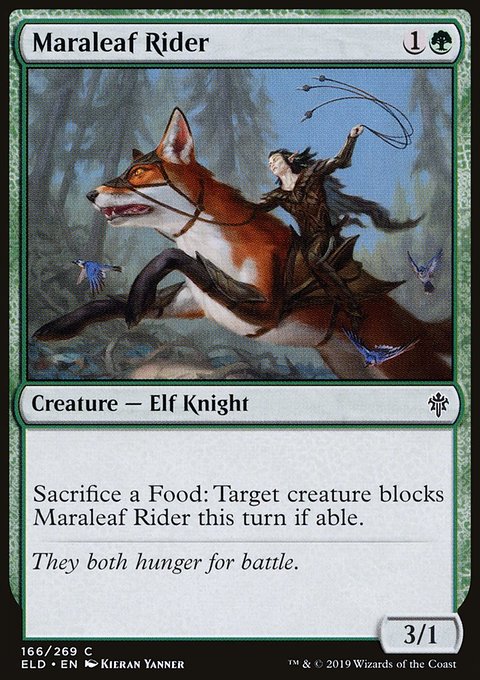 Maraleaf Rider 1
Creature — Elf Knight
Sacrifice a Food: Target creature blocks
Maraleaf Rider this turn if able.
They both hunger for battle.
3/1
166/269 C
ELD • EN Kieran Yanner
™ & © 2019 Wizards of the Coast